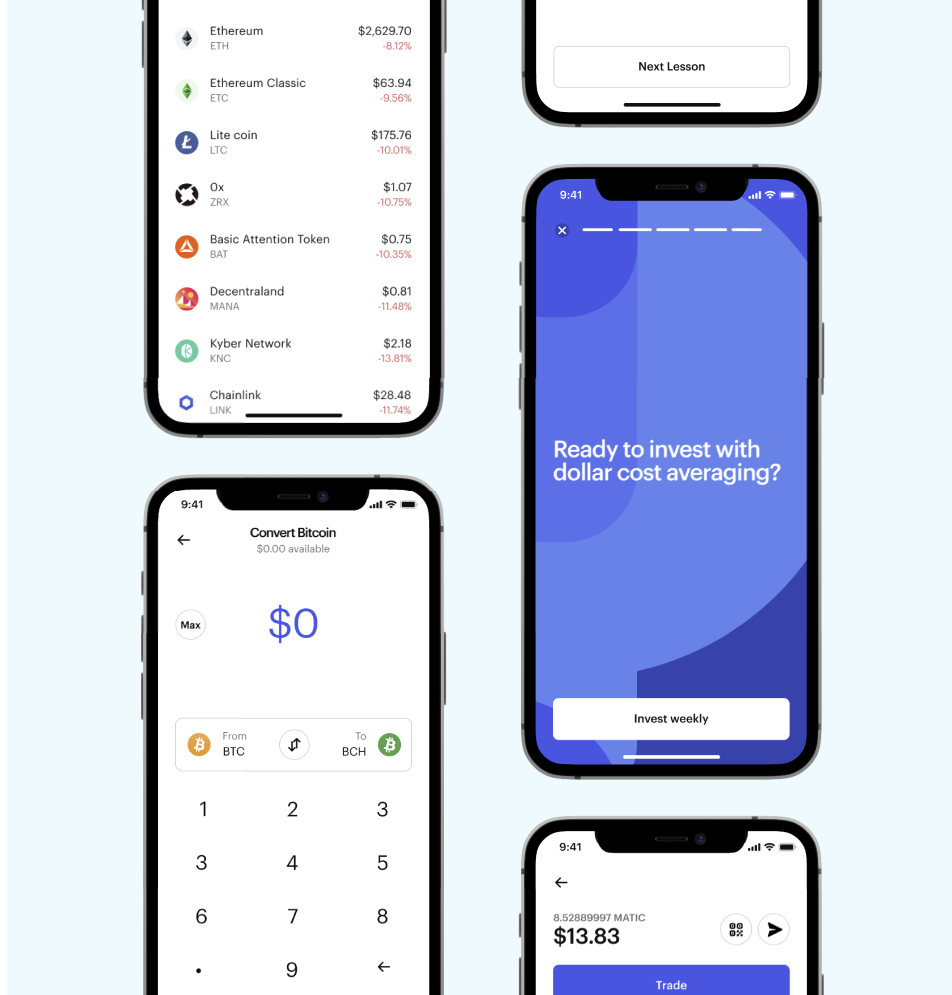 Ethereum $2,629.70
ETH -8.12%
Ethereum Classic $63.94
ETC -9.56%
Lite coin $175.76
LTC -10.01%
0x $1.07
ZRX -10.75%
Basic Attention Token $0.75
BAT -10.35%
Decentraland $0.81
MANA -11.48%
Kyber Network $2.18
KNC -13.81%
Chainlink $28.48
LINK -11.74%
9:41
Convert Bitcoin
$0.00 available
Max $0
From To
BTC BCH
1 2 3
3 4 5
6 7 8
. 9 ←
Next Lesson
9:41
Ready to invest with
dollar cost averaging?
Invest weekly
9:41
8.52889997 MATIC
$13.83
Trade